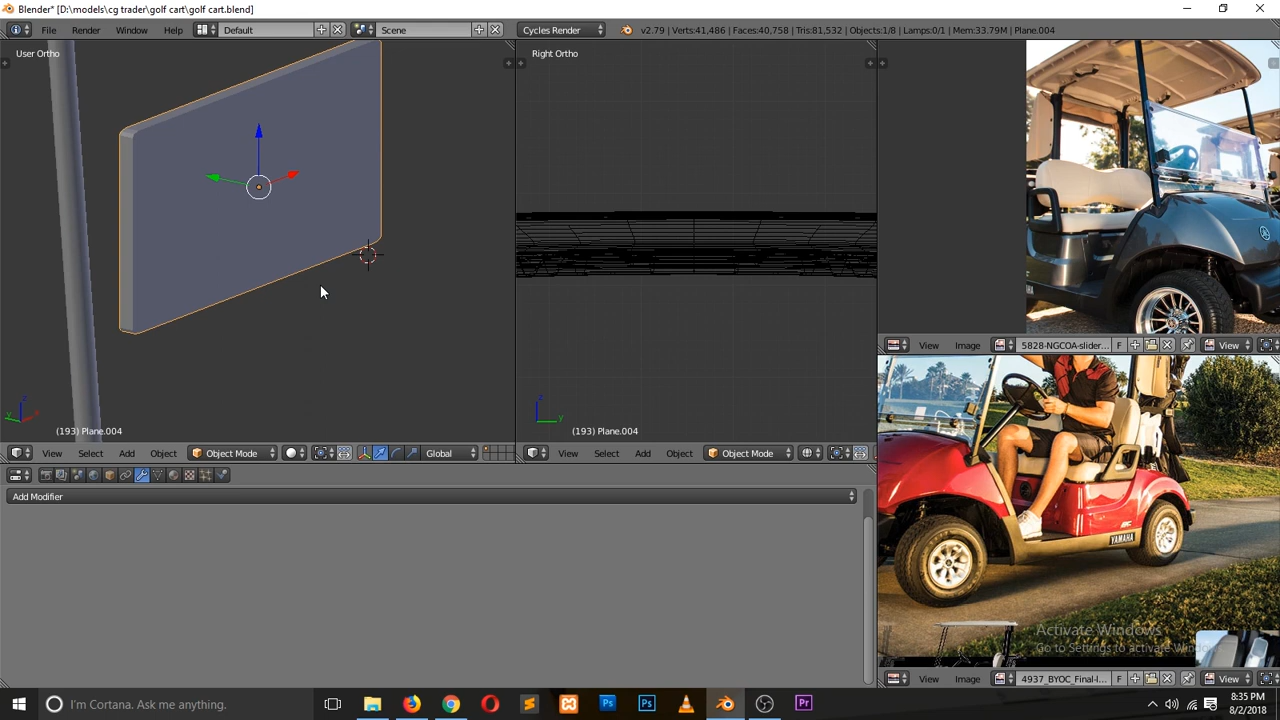 Blender* [D:\models\cg trader\golf cart\golf cart.blend]
File Render Window Help Default Scene Cycles Render v2.79 | Verts:41,486 | Faces:40,758 | Tris:81,532 | Objects:1/8 | Lamps:0/1 | Mem:33.79M | Plane.004
User Ortho
Right Ortho
(193) Plane.004
(193) Plane.004
View Image 5828-NGCOA-slider... F View
View Select Add Object Object Mode Global
View Select Add Object Object Mode
Add Modifier
YAMAHA
Activate Windows
Go to Settings to activate Windows
View Image 4937_BYOC_Final-I... F View
I'm Cortana. Ask me anything.
8:35 PM
8/2/2018